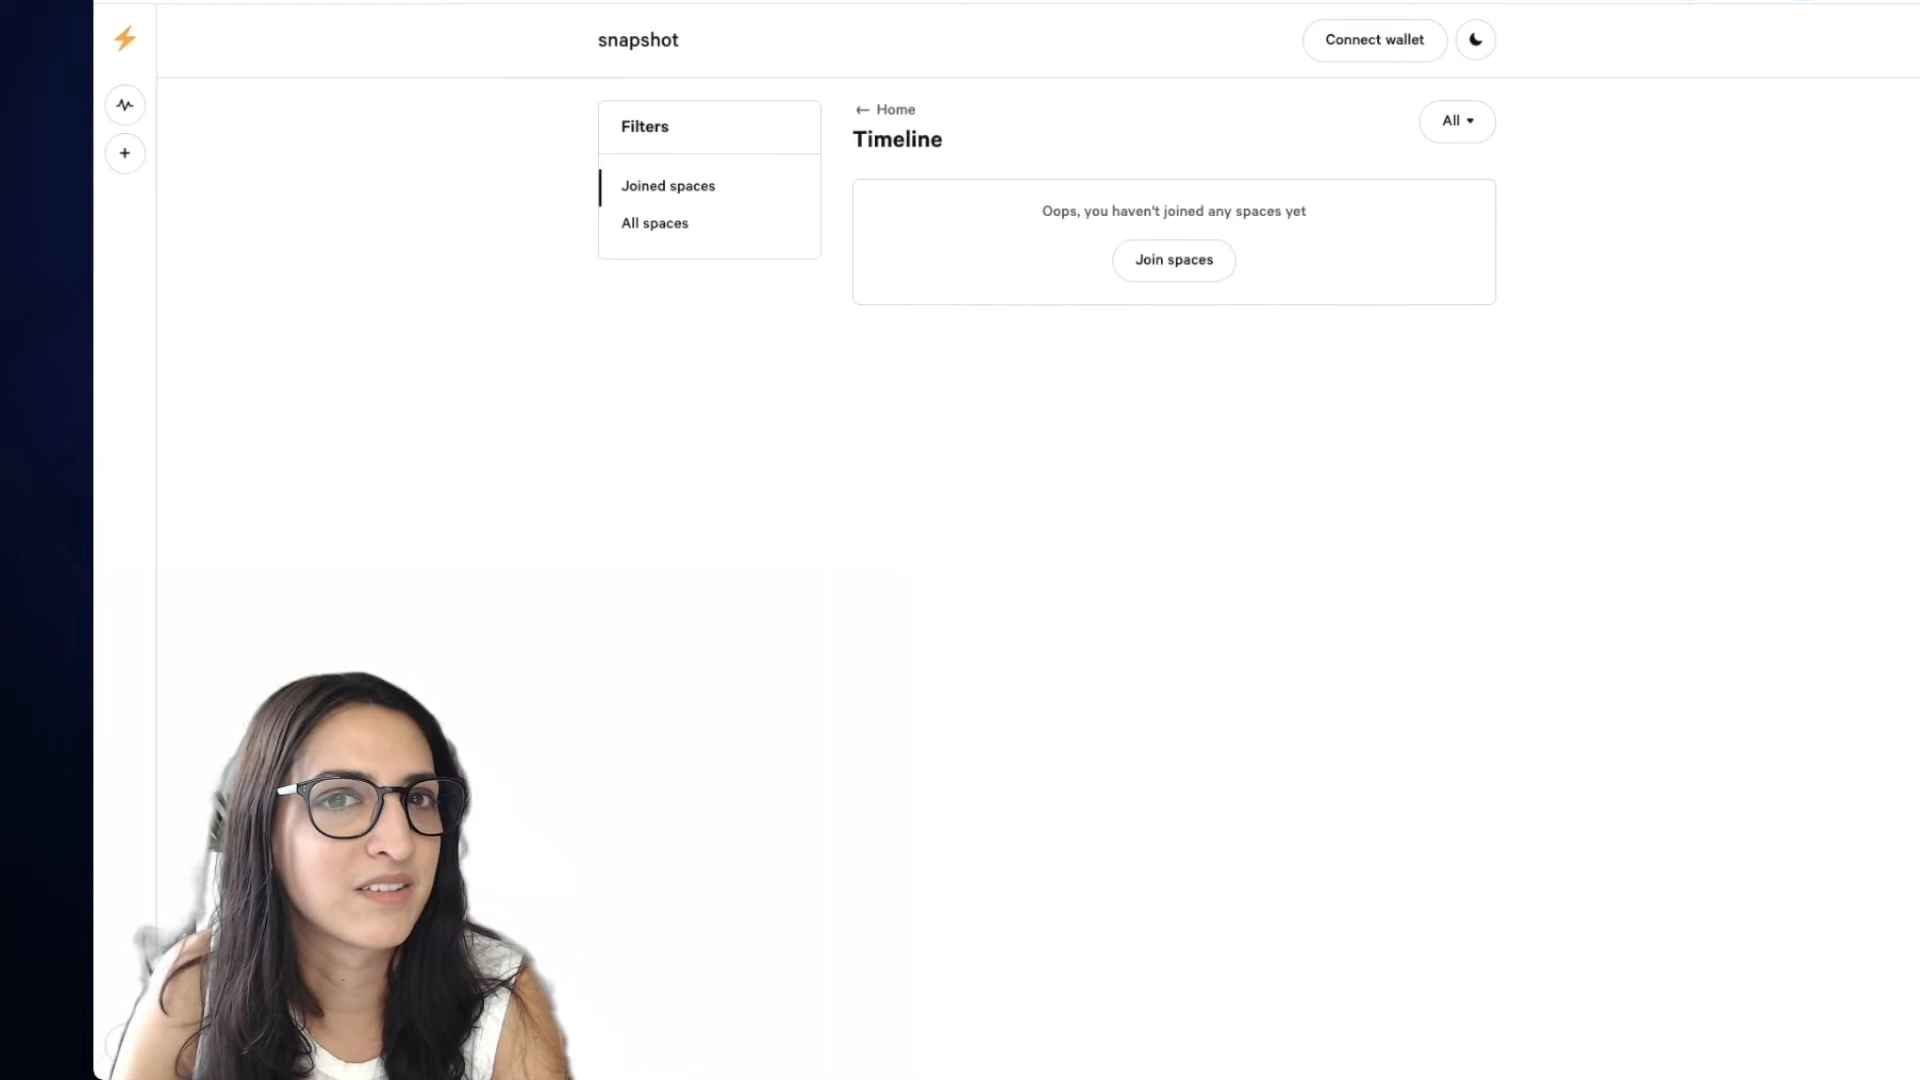 snapshot
Connect wallet
Filters
Joined spaces
All spaces
← Home
Timeline
All
Oops, you haven't joined any spaces yet
Join spaces